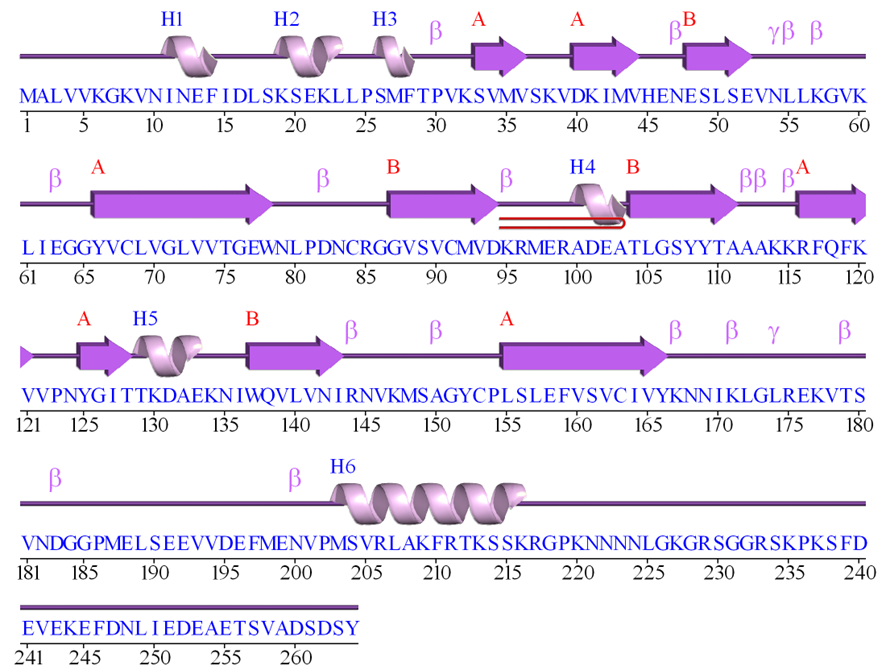 H1 H2 H3 β A A β B γβ β
MALVVKGKVNINEFIDLSKSEKLLPSMFTPVKSVMVSKVDKIMVHENESLSEVNLLKGVK
1 5 10 15 20 25 30 35 40 45 50 55 60
β A β B β H4 B ββ β A
LIEGGYVCLVGLVVTGEWNLPDNCRGGVSVCMVDKRMERADEATLGSYYTAAAKKRFQFK
61 65 70 75 80 85 90 95 100 105 110 115 120
A H5 B β β A β β γ β
VVPNYGITTKDAEKNIWQVLVNIRNVKMSAGYCPLSLEFVSVCIVYKNNIKLGLREKVTS
121 125 130 135 140 145 150 155 160 165 170 175 180
β β H6
VNDGGPMELSEEVVDEFMENVPMSVRLAKFRTKSSKRGPKNNNNLGKGRSGGRSKPKSFD
181 185 190 195 200 205 210 215 220 225 230 235 240
EVEKEFDNLIEDEAETSVADSDSY
241 245 250 255 260